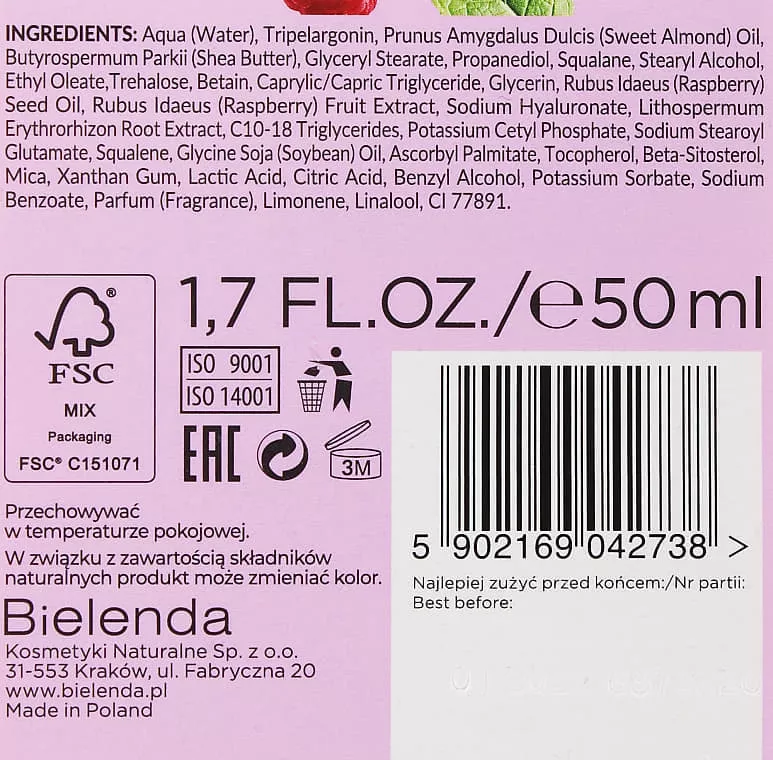 INGREDIENTS: Aqua (Water), Tripelargonin, Prunus Amygdalus Dulcis (Sweet Almond) Oil,
Butyrospermum Parkii (Shea Butter), Glyceryl Stearate, Propanediol, Squalane, Stearyl Alcohol,
Ethyl Oleate,Trehalose, Betain, Caprylic/Capric Triglyceride, Glycerin, Rubus Idaeus (Raspberry)
Seed Oil, Rubus Idaeus (Raspberry) Fruit Extract, Sodium Hyaluronate, Lithospermum
Erythrorhizon Root Extract, C10-18 Triglycerides, Potassium Cetyl Phosphate, Sodium Stearoyl
Glutamate, Squalene, Glycine Soja (Soybean) Oil, Ascorbyl Palmitate, Tocopherol, Beta-Sitosterol,
Mica, Xanthan Gum, Lactic Acid, Citric Acid, Benzyl Alcohol, Potassium Sorbate, Sodium
Benzoate, Parfum (Fragrance), Limonene, Linalool, CI 77891.
1,7 FL.OZ./℮50ml
®
FSC
MIX
Packaging
FSC® C151071
ISO 9001
ISO 14001
EAC
3M
Przechowywać
w temperaturze pokojowej.
W związku z zawartością składników
naturalnych produkt może zmieniać kolor.
Bielenda
Kosmetyki Naturalne Sp. z o.o.
31-553 Kraków, ul. Fabryczna 20
www.bielenda.pl
Made in Poland
5 902169 042738 >
Najlepiej zużyć przed końcem:/Nr partii:
Best before: